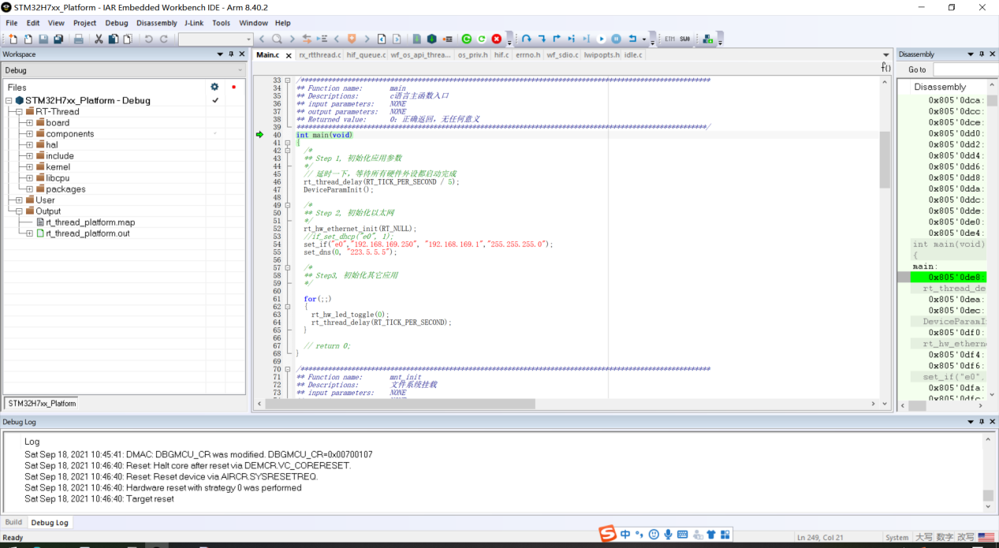 STM32H7xx_Platform - IAR Embedded Workbench IDE - Arm 8.40.2
File Edit View Project Debug Disassembly J-Link Tools Window Help
ETM SWO
Workspace
Debug
Files
STM32H7xx_Platform - Debug
RT-Thread
board
components
hal
include
kernel
libcpu
packages
User
Output
rt_thread_platform.map
rt_thread_platform.out
STM32H7xx_Platform
Main.c rx_rtthread.c hif_queue.c wf_os_api_threa... os_priv.h hif.c errno.h wf_sdio.c lwipopts.h idle.c
f()
33 /****************************************************************************************************
34 ** Function name: main
35 ** Descriptions: c语言主函数入口
36 ** input parameters: NONE
37 ** output parameters: NONE
38 ** Returned value: 0: 正确返回，无任何意义
39 ****************************************************************************************************/
40 int main(void)
41 {
42 /*
43 ** Step 1, 初始化应用参数
44 */
45 // 延时一下，等待所有硬件外设都启动完成
46 rt_thread_delay(RT_TICK_PER_SECOND / 5);
47 DeviceParamInit();
48
49 /*
50 ** Step 2, 初始化以太网
51 */
52 rt_hw_ethernet_init(RT_NULL);
53 //if_set_dhcp("e0", 1);
54 set_if("e0","192.168.169.250", "192.168.169.1","255.255.255.0");
55 set_dns(0, "223.5.5.5");
56
57 /*
58 ** Step3, 初始化其它应用
59 */
60
61 for(;;)
62 {
63 rt_hw_led_toggle(0);
64 rt_thread_delay(RT_TICK_PER_SECOND);
65 }
66
67 // return 0;
68 }
69
70 /****************************************************************************************************
71 ** Function name: mnt_init
72 ** Descriptions: 文件系统挂载
73 ** input parameters: NONE
Disassembly
Go to
Disassembly
0x805'0dca:
0x805'0dcc:
0x805'0dce:
0x805'0dd0:
0x805'0dd2:
0x805'0dd4:
0x805'0dd6:
0x805'0dd8:
0x805'0dda:
0x805'0ddc:
0x805'0dde:
0x805'0de0:
0x805'0de4:
int main(void)
{
main:
0x805'0de8:
rt_thread_de
0x805'0dea:
0x805'0dec:
DeviceParamI
0x805'0df0:
rt_hw_ethern
0x805'0df4:
0x805'0df6:
set_if("e0",
0x805'0dfa:
0x805'0dfc:
Debug Log
Log
Sat Sep 18, 2021 10:45:41: DMAC: DBGMCU_CR was modified. DBGMCU_CR=0x00700107
Sat Sep 18, 2021 10:46:40: Reset: Halt core after reset via DEMCR.VC_CORERESET.
Sat Sep 18, 2021 10:46:40: Reset: Reset device via AIRCR.SYSRESETREQ.
Sat Sep 18, 2021 10:46:40: Hardware reset with strategy 0 was performed
Sat Sep 18, 2021 10:46:40: Target reset
Build Debug Log
S 中
Ready
Ln 249, Col 21 System 大写 数字 改写